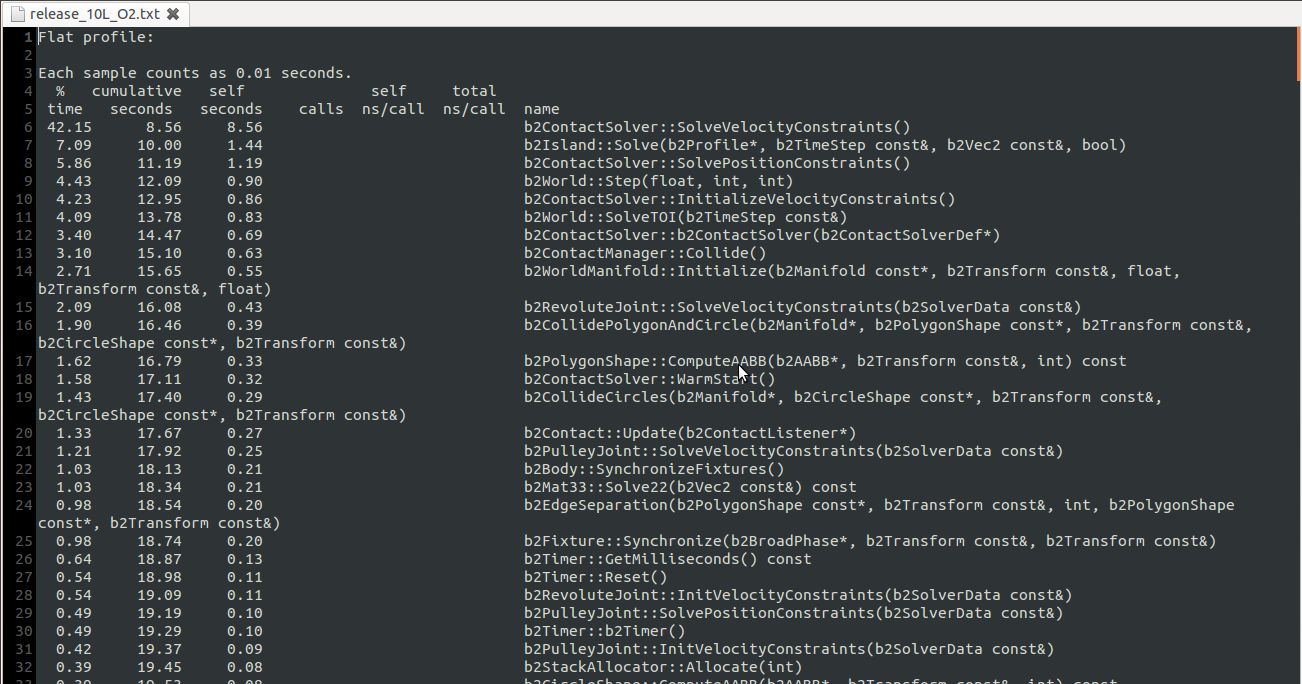 release_10L_O2.txt
1 Flat profile:
2
3 Each sample counts as 0.01 seconds.
4 % cumulative self self total
5 time seconds seconds calls ns/call ns/call name
6 42.15 8.56 8.56 b2ContactSolver::SolveVelocityConstraints()
7 7.09 10.00 1.44 b2Island::Solve(b2Profile*, b2TimeStep const&, b2Vec2 const&, bool)
8 5.86 11.19 1.19 b2ContactSolver::SolvePositionConstraints()
9 4.43 12.09 0.90 b2World::Step(float, int, int)
10 4.23 12.95 0.86 b2ContactSolver::InitializeVelocityConstraints()
11 4.09 13.78 0.83 b2World::SolveTOI(b2TimeStep const&)
12 3.40 14.47 0.69 b2ContactSolver::b2ContactSolver(b2ContactSolverDef*)
13 3.10 15.10 0.63 b2ContactManager::Collide()
14 2.71 15.65 0.55 b2WorldManifold::Initialize(b2Manifold const*, b2Transform const&, float,
b2Transform const&, float)
15 2.09 16.08 0.43 b2RevoluteJoint::SolveVelocityConstraints(b2SolverData const&)
16 1.90 16.46 0.39 b2CollidePolygonAndCircle(b2Manifold*, b2PolygonShape const*, b2Transform const&,
b2CircleShape const*, b2Transform const&)
17 1.62 16.79 0.33 b2PolygonShape::ComputeAABB(b2AABB*, b2Transform const&, int) const
18 1.58 17.11 0.32 b2ContactSolver::WarmStart()
19 1.43 17.40 0.29 b2CollideCircles(b2Manifold*, b2CircleShape const*, b2Transform const&,
b2CircleShape const*, b2Transform const&)
20 1.33 17.67 0.27 b2Contact::Update(b2ContactListener*)
21 1.21 17.92 0.25 b2PulleyJoint::SolveVelocityConstraints(b2SolverData const&)
22 1.03 18.13 0.21 b2Body::SynchronizeFixtures()
23 1.03 18.34 0.21 b2Mat33::Solve22(b2Vec2 const&) const
24 0.98 18.54 0.20 b2EdgeSeparation(b2PolygonShape const*, b2Transform const&, int, b2PolygonShape
const*, b2Transform const&)
25 0.98 18.74 0.20 b2Fixture::Synchronize(b2BroadPhase*, b2Transform const&, b2Transform const&)
26 0.64 18.87 0.13 b2Timer::GetMilliseconds() const
27 0.54 18.98 0.11 b2Timer::Reset()
28 0.54 19.09 0.11 b2RevoluteJoint::InitVelocityConstraints(b2SolverData const&)
29 0.49 19.19 0.10 b2PulleyJoint::SolvePositionConstraints(b2SolverData const&)
30 0.49 19.29 0.10 b2Timer::b2Timer()
31 0.42 19.37 0.09 b2PulleyJoint::InitVelocityConstraints(b2SolverData const&)
32 0.39 19.45 0.08 b2StackAllocator::Allocate(int)
33 0.39 19.53 0.08 b2CircleShape::ComputeAABB(b2AABB*, b2Transform const&, int) const